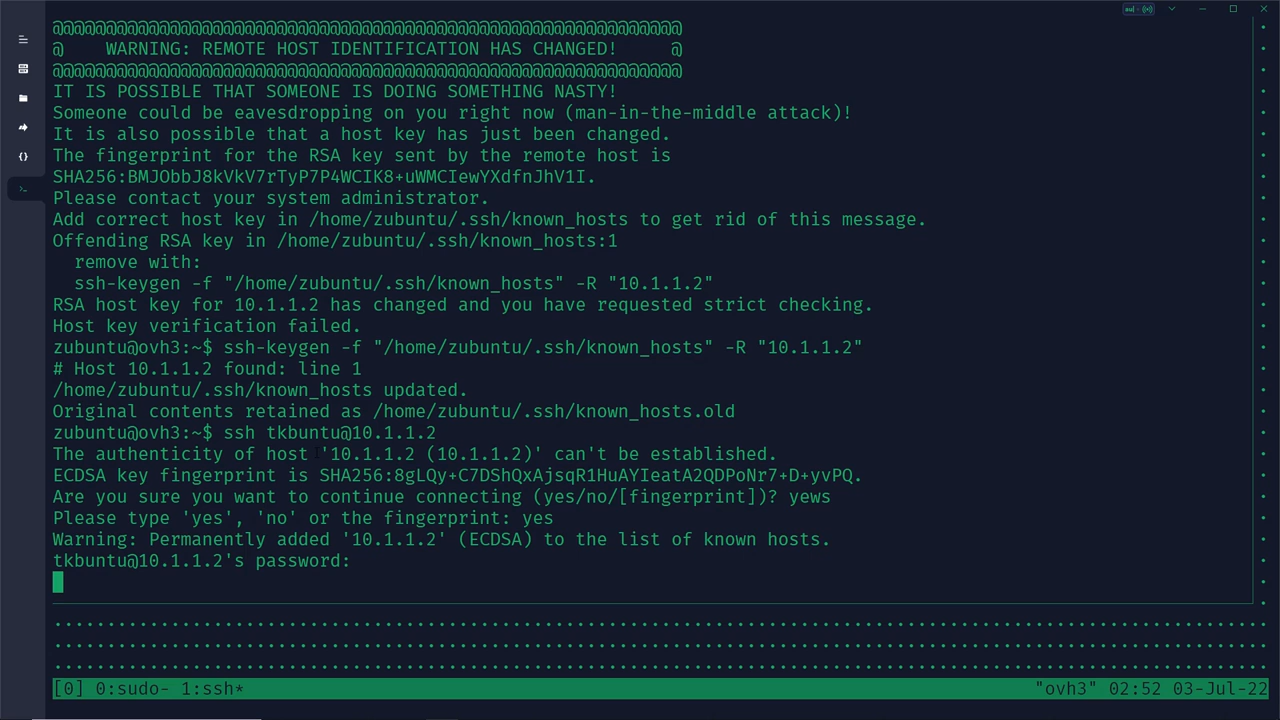 @@@@@@@@@@@@@@@@@@@@@@@@@@@@@@@@@@@@@@@@@@@@@@@@@@@@@@@@@@@
@    WARNING: REMOTE HOST IDENTIFICATION HAS CHANGED!     @
@@@@@@@@@@@@@@@@@@@@@@@@@@@@@@@@@@@@@@@@@@@@@@@@@@@@@@@@@@@
IT IS POSSIBLE THAT SOMEONE IS DOING SOMETHING NASTY!
Someone could be eavesdropping on you right now (man-in-the-middle attack)!
It is also possible that a host key has just been changed.
The fingerprint for the RSA key sent by the remote host is
SHA256:BMJObbJ8kVkV7rTyP7P4WCIK8+uWMCIewYXdfnJhV1I.
Please contact your system administrator.
Add correct host key in /home/zubuntu/.ssh/known_hosts to get rid of this message.
Offending RSA key in /home/zubuntu/.ssh/known_hosts:1
  remove with:
  ssh-keygen -f "/home/zubuntu/.ssh/known_hosts" -R "10.1.1.2"
RSA host key for 10.1.1.2 has changed and you have requested strict checking.
Host key verification failed.
zubuntu@ovh3:~$ ssh-keygen -f "/home/zubuntu/.ssh/known_hosts" -R "10.1.1.2"
# Host 10.1.1.2 found: line 1
/home/zubuntu/.ssh/known_hosts updated.
Original contents retained as /home/zubuntu/.ssh/known_hosts.old
zubuntu@ovh3:~$ ssh tkbuntu@10.1.1.2
The authenticity of host '10.1.1.2 (10.1.1.2)' can't be established.
ECDSA key fingerprint is SHA256:8gLQy+C7DShQxAjsqR1HuAYIeatA2QDPoNr7+D+yvPQ.
Are you sure you want to continue connecting (yes/no/[fingerprint])? yews
Please type 'yes', 'no' or the fingerprint: yes
Warning: Permanently added '10.1.1.2' (ECDSA) to the list of known hosts.
tkbuntu@10.1.1.2's password:
[0] 0:sudo- 1:ssh* "ovh3" 02:52 03-Jul-22